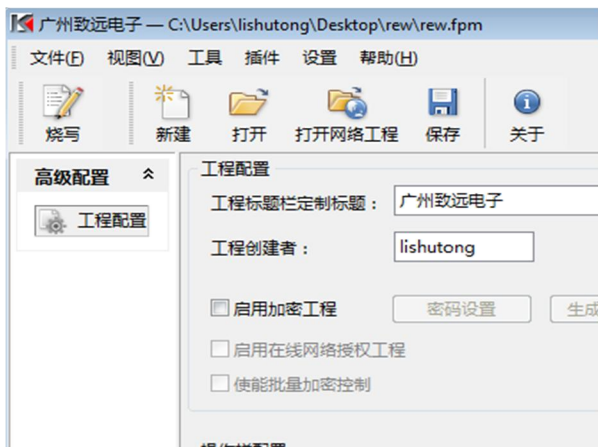 广州致远电子 — C:\Users\lishutong\Desktop\rew\rew.fpm
文件(F) 视图(V) 工具 插件 设置 帮助(H)
烧写 新建 打开 打开网络工程 保存 关于
高级配置
工程配置
工程配置
工程标题栏定制标题： 广州致远电子
工程创建者： lishutong
启用加密工程 密码设置 生成
启用在线网络授权工程
使能批量加密控制